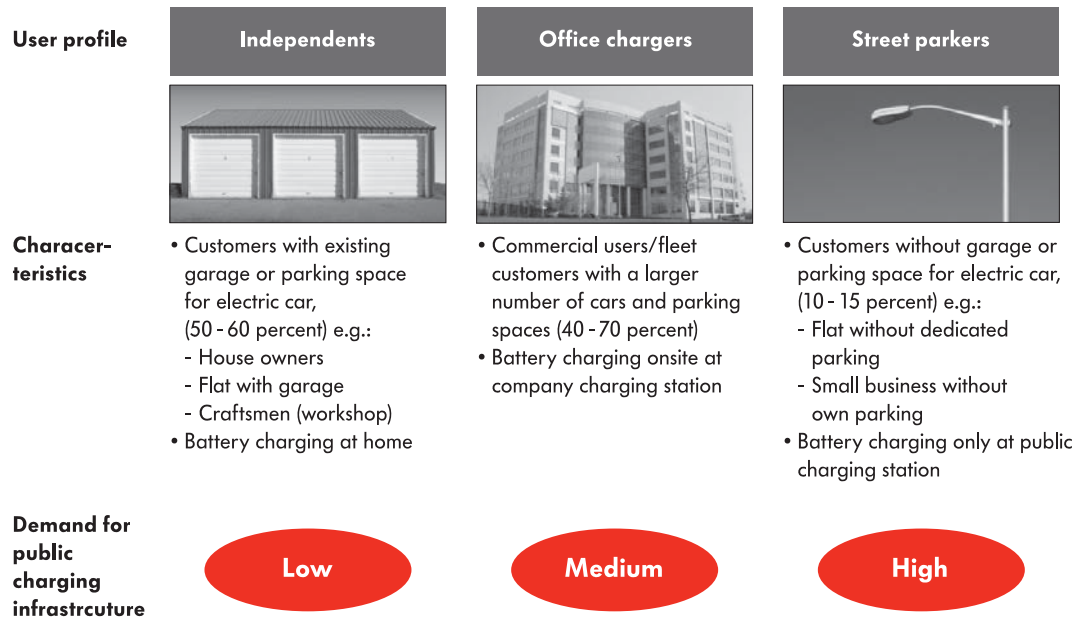 User profile
Independents
Office chargers
Street parkers
Characer-
teristics
• Customers with existing
garage or parking space
for electric car,
(50 - 60 percent) e.g.:
- House owners
- Flat with garage
- Craftsmen (workshop)
• Battery charging at home
• Commercial users/fleet
customers with a larger
number of cars and parking
spaces (40 - 70 percent)
• Battery charging onsite at
company charging station
• Customers without garage or
parking space for electric car,
(10 - 15 percent) e.g.:
- Flat without dedicated
parking
- Small business without
own parking
• Battery charging only at public
charging station
Demand for
public
charging
infrastrcuture
Low
Medium
High